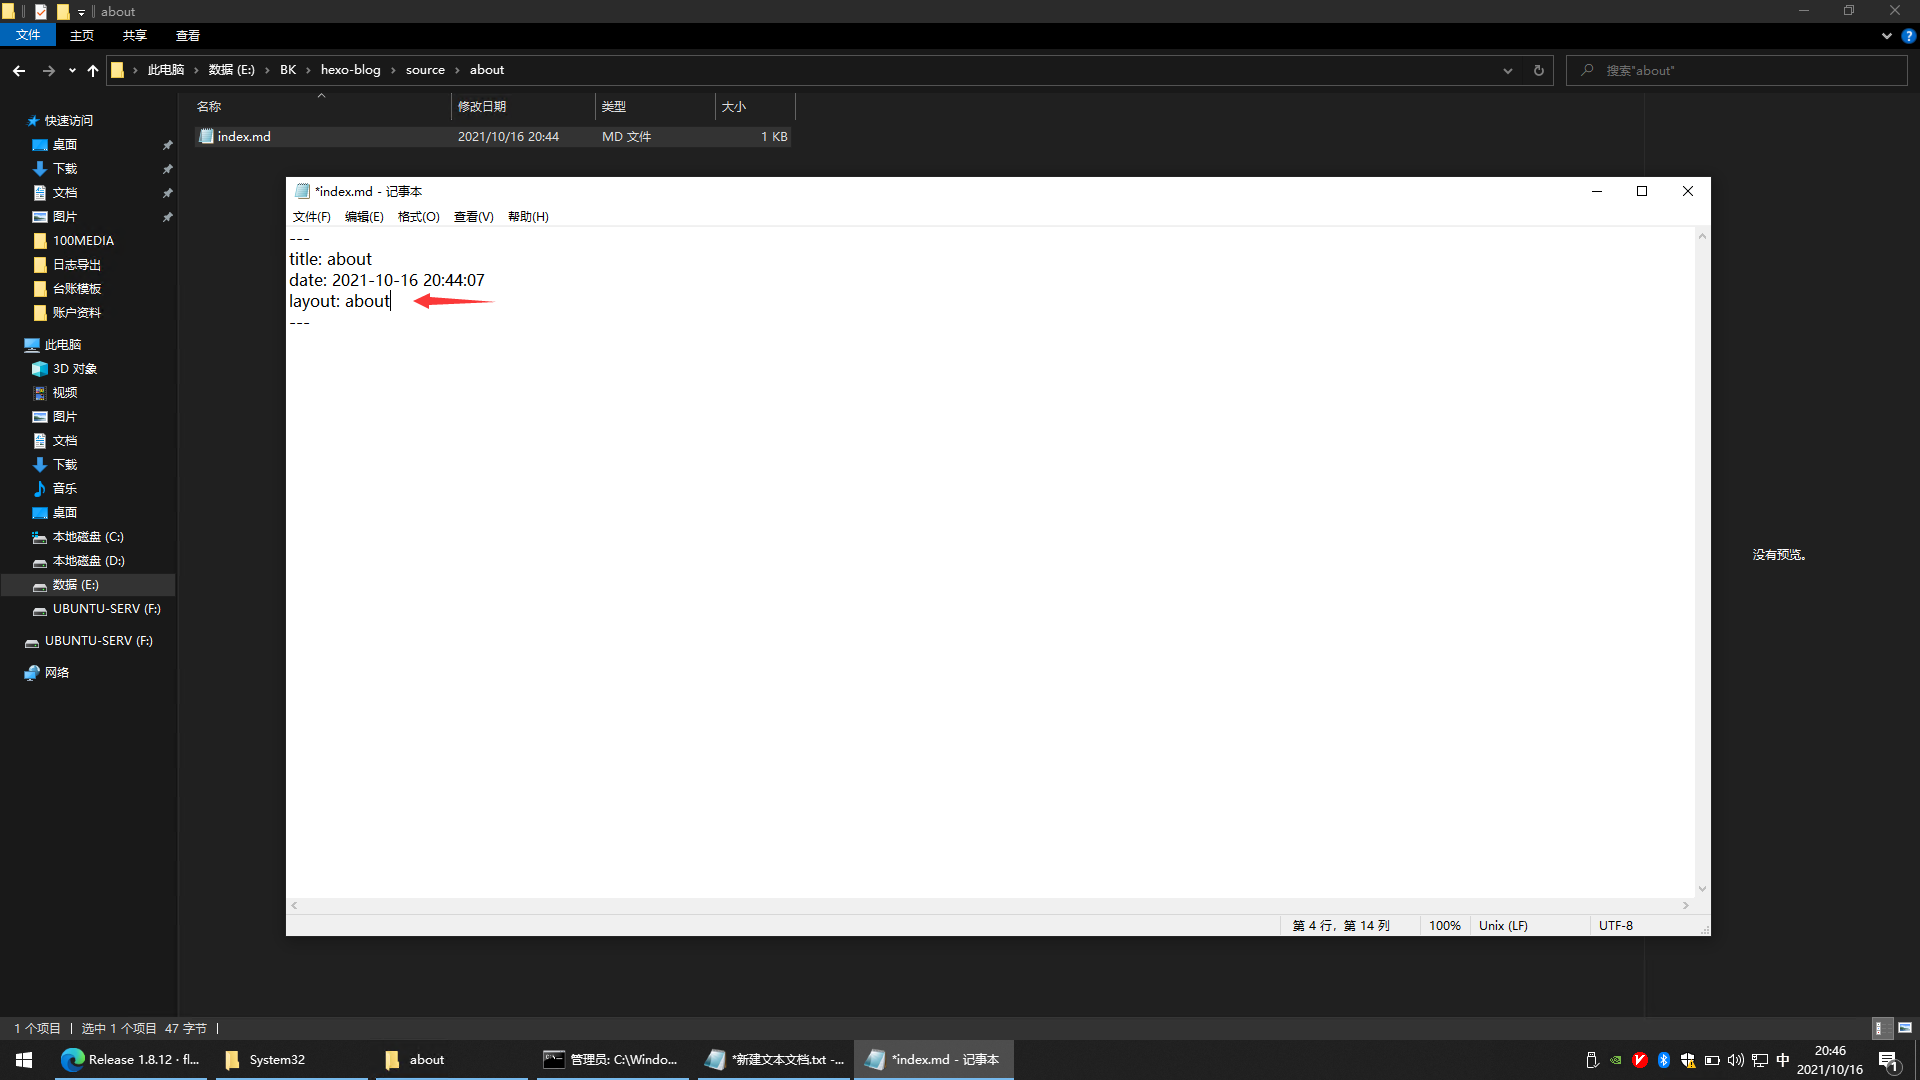 about
文件 主页 共享 查看
此电脑 数据 (E:) BK hexo-blog source about
搜索"about"
名称 修改日期 类型 大小
index.md 2021/10/16 20:44 MD 文件 1 KB
快速访问
桌面
下载
文档
图片
100MEDIA
日志导出
台账模板
账户资料
此电脑
3D 对象
视频
图片
文档
下载
音乐
桌面
本地磁盘 (C:)
本地磁盘 (D:)
数据 (E:)
UBUNTU-SERV (F:)
UBUNTU-SERV (F:)
网络
*index.md - 记事本
文件(F) 编辑(E) 格式(O) 查看(V) 帮助(H)
---
title: about
date: 2021-10-16 20:44:07
layout: about
---
第 4 行，第 14 列 100% Unix (LF) UTF-8
没有预览。
1 个项目 选中 1 个项目 47 字节
Release 1.8.12 · fl... System32 about 管理员: C:\Windo... *新建文本文档.txt -... *index.md - 记事本
中
20:46
2021/10/16
1